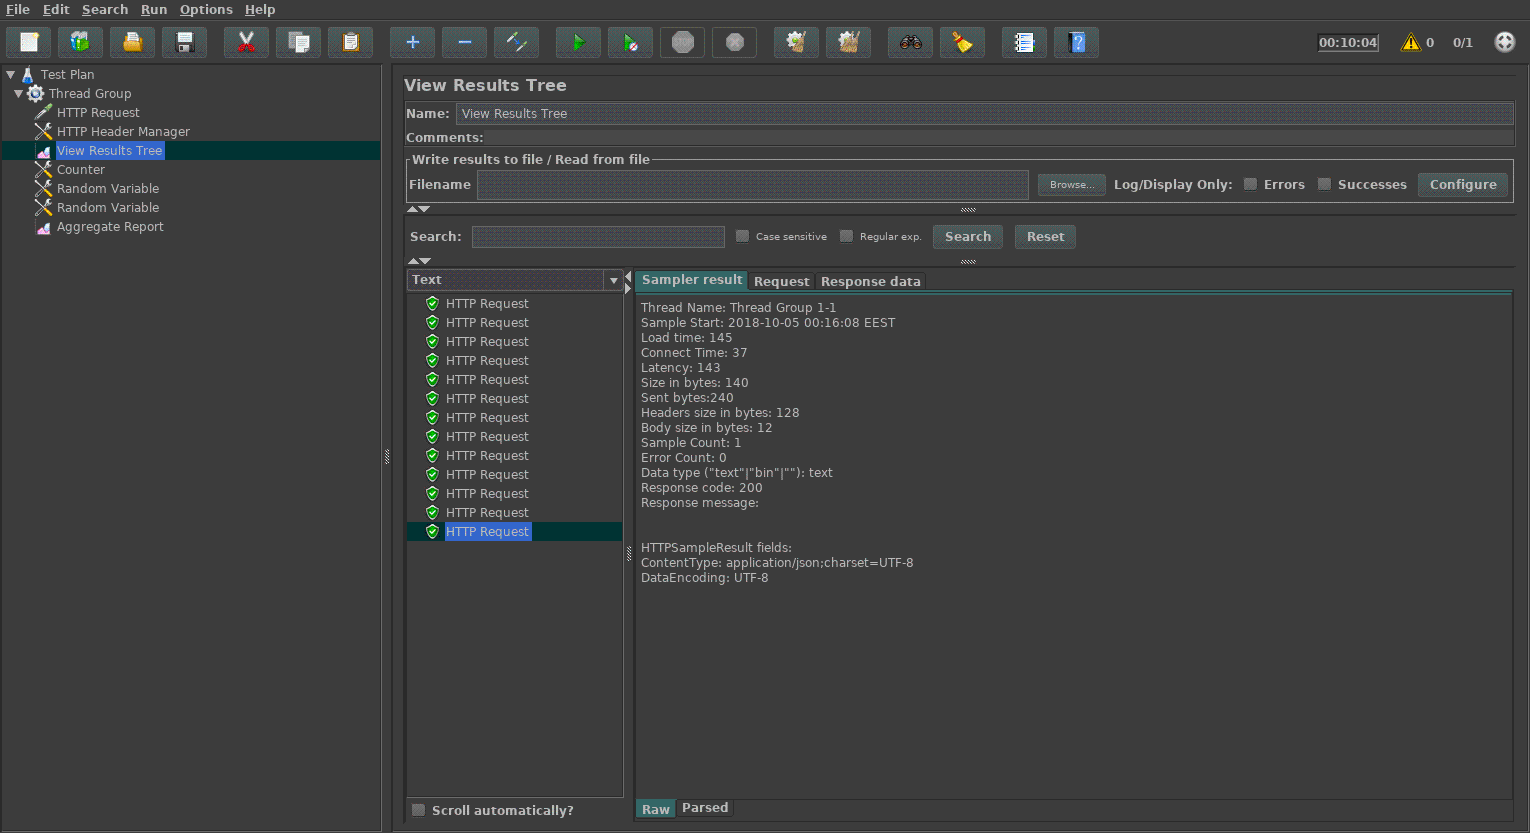 File Edit Search Run Options Help
00:10:04 0 0/1
Test Plan
Thread Group
HTTP Request
HTTP Header Manager
View Results Tree
Counter
Random Variable
Random Variable
Aggregate Report
View Results Tree
Name: View Results Tree
Comments:
Write results to file / Read from file
Filename Browse... Log/Display Only: Errors Successes Configure
Search: Case sensitive Regular exp. Search Reset
Text
HTTP Request
HTTP Request
HTTP Request
HTTP Request
HTTP Request
HTTP Request
HTTP Request
HTTP Request
HTTP Request
HTTP Request
HTTP Request
HTTP Request
HTTP Request
Scroll automatically?
Sampler result Request Response data
Thread Name: Thread Group 1-1
Sample Start: 2018-10-05 00:16:08 EEST
Load time: 145
Connect Time: 37
Latency: 143
Size in bytes: 140
Sent bytes:240
Headers size in bytes: 128
Body size in bytes: 12
Sample Count: 1
Error Count: 0
Data type ("text"|"bin"|""): text
Response code: 200
Response message:
HTTPSampleResult fields:
ContentType: application/json;charset=UTF-8
DataEncoding: UTF-8
Raw Parsed